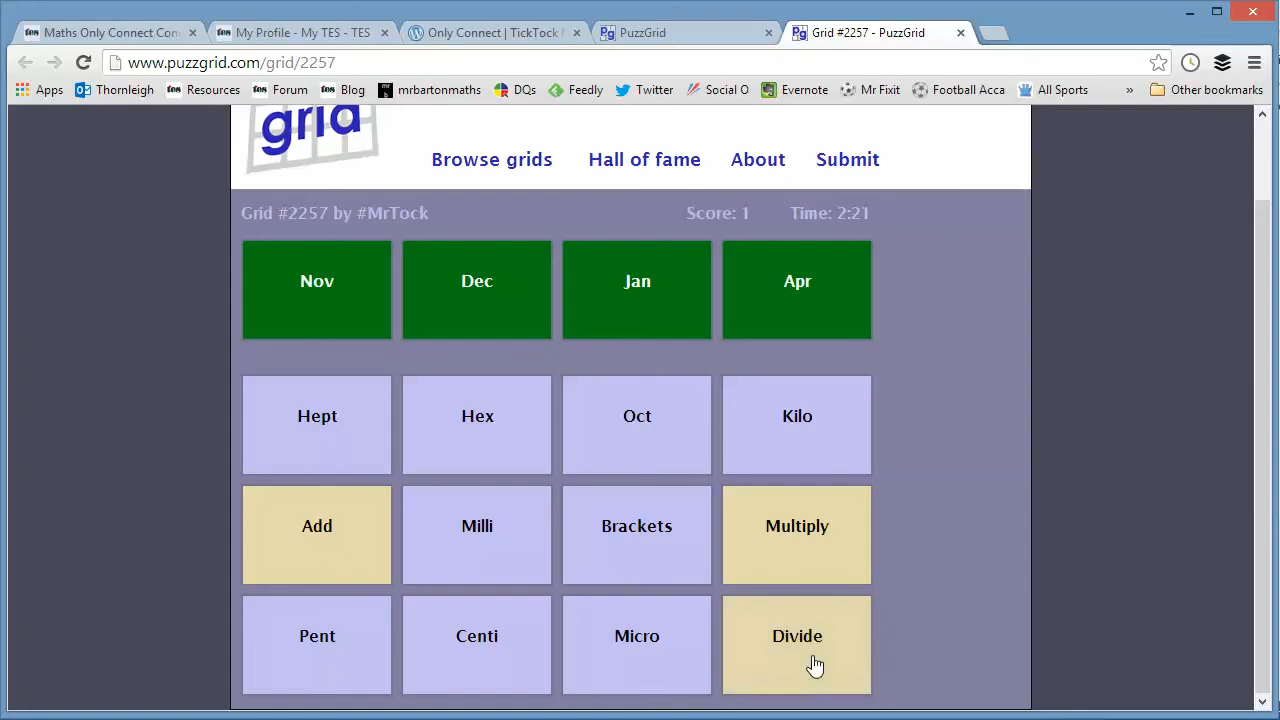 Maths Only Connect Con
My Profile - My TES - TES
Only Connect | TickTock M
PuzzGrid
Grid #2257 - PuzzGrid
www.puzzgrid.com/grid/2257
Apps Thornleigh Resources Forum Blog mrbartonmaths DQs Feedly Twitter Social O Evernote Mr Fixit Football Acca All Sports » Other bookmarks
grid
Browse grids Hall of fame About Submit
Grid #2257 by #MrTock Score: 1 Time: 2:21
Nov Dec Jan Apr
Hept Hex Oct Kilo
Add Milli Brackets Multiply
Pent Centi Micro Divide